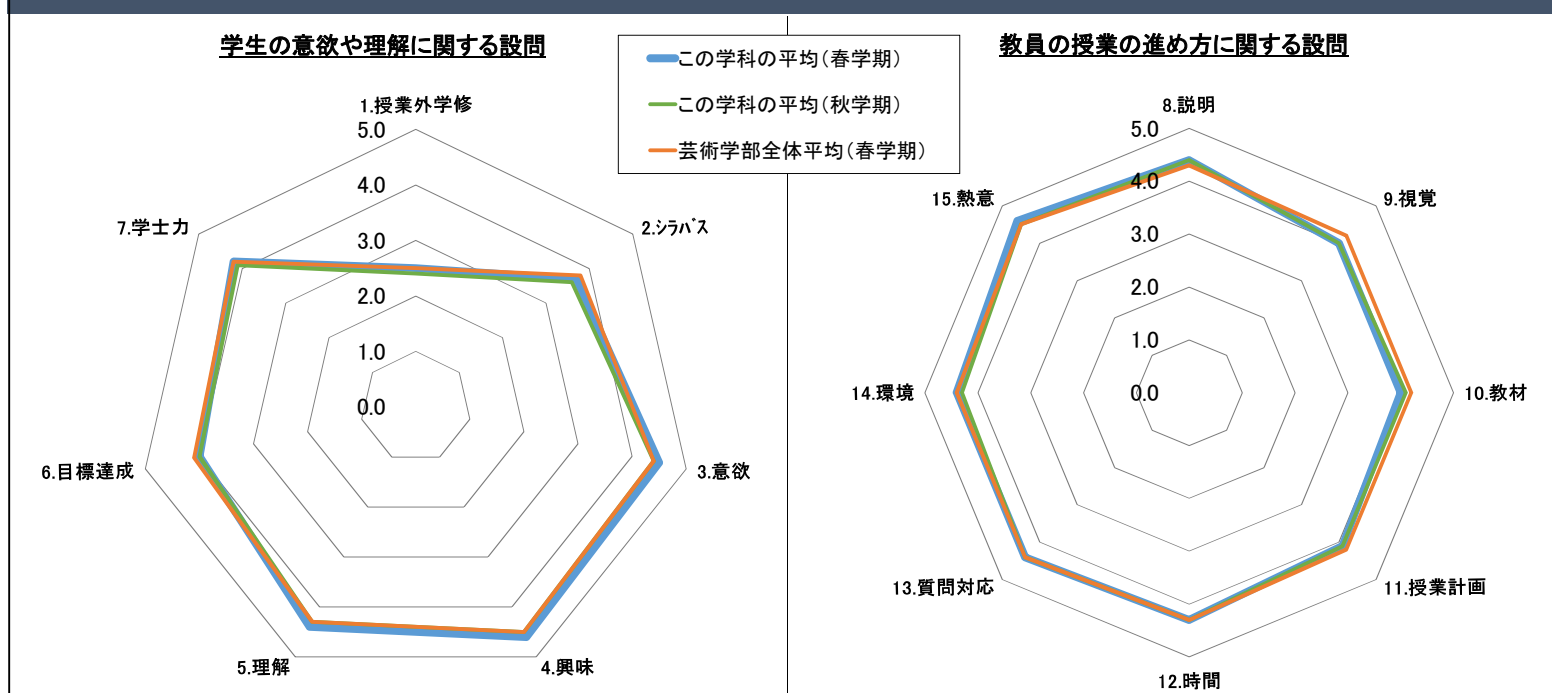 学生の意欲や理解に関する設問
この学科の平均(春学期)
この学科の平均(秋学期)
芸術学部全体平均(春学期)
教員の授業の進め方に関する設問
1.授業外学修
5.0
4.0
3.0
2.0
1.0
0.0
2.ｼﾗﾊﾞｽ
3.意欲
4.興味
5.理解
6.目標達成
7.学士力
8.説明
5.0
4.0
3.0
2.0
1.0
0.0
9.視覚
10.教材
11.授業計画
12.時間
13.質問対応
14.環境
15.熱意